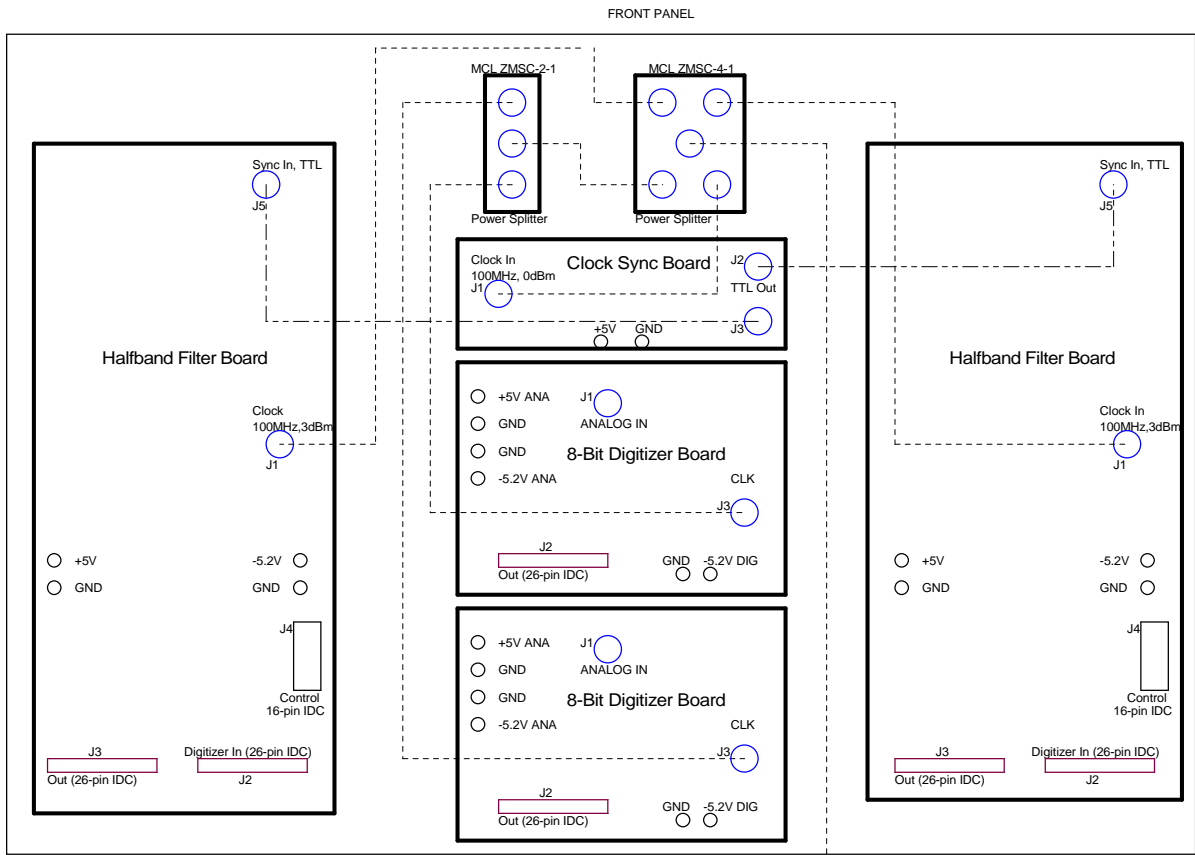 FRONT PANEL
MCL ZMSC-2-1
MCL ZMSC-4-1
Power Splitter
Power Splitter
Sync In, TTL
J5
Halfband Filter Board
Clock
100MHz,3dBm
J1
+5V
-5.2V
GND
GND
J4
Control
16-pin IDC
J3
Out (26-pin IDC)
Digitizer In (26-pin IDC)
J2
Clock In
100MHz, 0dBm
J1
Clock Sync Board
J2
TTL Out
J3
+5V
GND
+5V ANA
GND
GND
-5.2V ANA
J1
ANALOG IN
8-Bit Digitizer Board
CLK
J3
J2
Out (26-pin IDC)
GND
-5.2V DIG
+5V ANA
GND
GND
-5.2V ANA
J1
ANALOG IN
8-Bit Digitizer Board
CLK
J3
J2
Out (26-pin IDC)
GND
-5.2V DIG
Sync In, TTL
J5
Halfband Filter Board
Clock In
100MHz,3dBm
J1
+5V
-5.2V
GND
GND
J4
Control
16-pin IDC
J3
Out (26-pin IDC)
Digitizer In (26-pin IDC)
J2